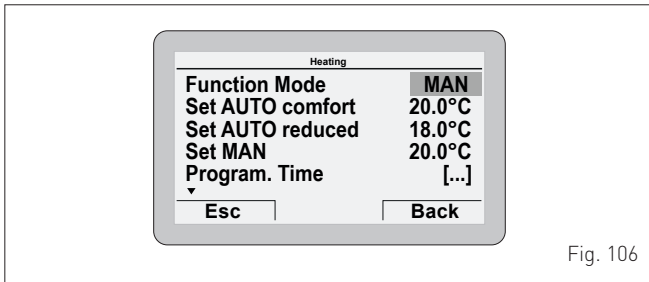 Heating
Function Mode MAN
Set AUTO comfort 20.0°C
Set AUTO reduced 18.0°C
Set MAN 20.0°C
Program. Time [...]
Esc Back
Fig. 106